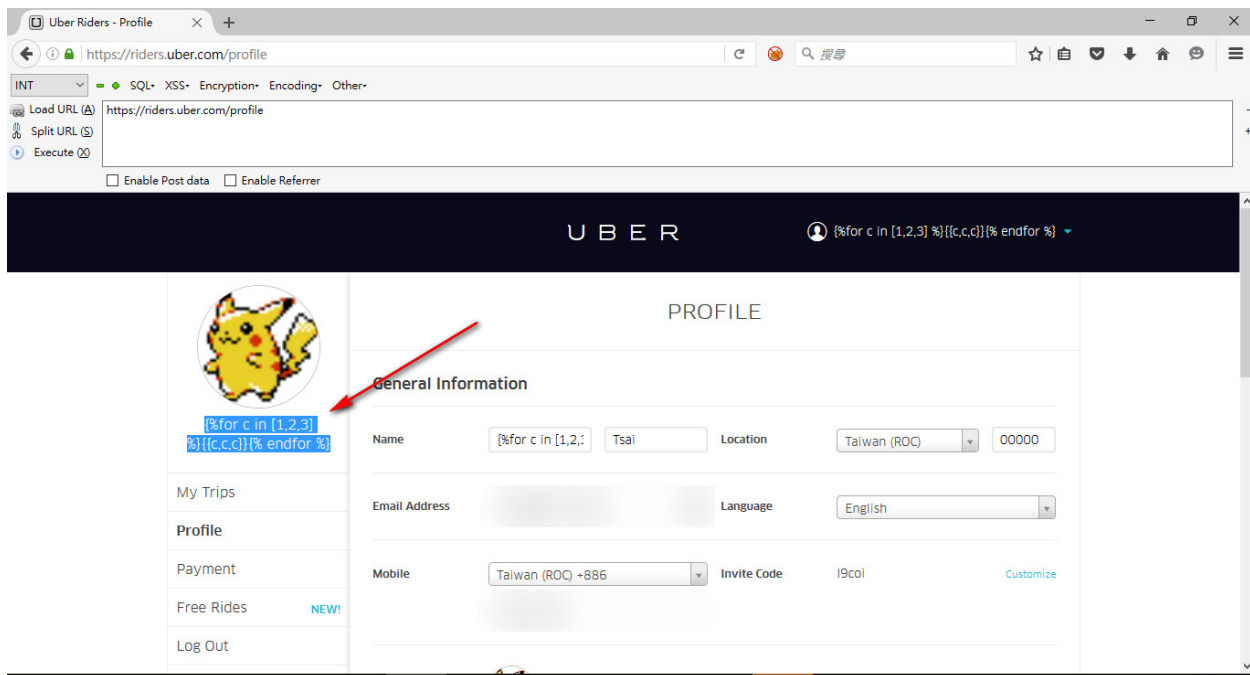 Uber Riders - Profile
https://riders.uber.com/profile
搜尋
INT SQL XSS Encryption Encoding Other
Load URL (A) https://riders.uber.com/profile
Split URL (S)
Execute (X)
Enable Post data Enable Referrer
UBER {%for c in [1,2,3] %}{{c,c,c}}{% endfor %}
PROFILE
General Information
{%for c in [1,2,3]
%}{{c,c,c}}{% endfor %}
Name {%for c in [1,2,: Tsai Location Taiwan (ROC) 00000
My Trips
Email Address Language English
Profile
Payment
Mobile Taiwan (ROC) +886 Invite Code l9coi Customize
Free Rides NEW!
Log Out